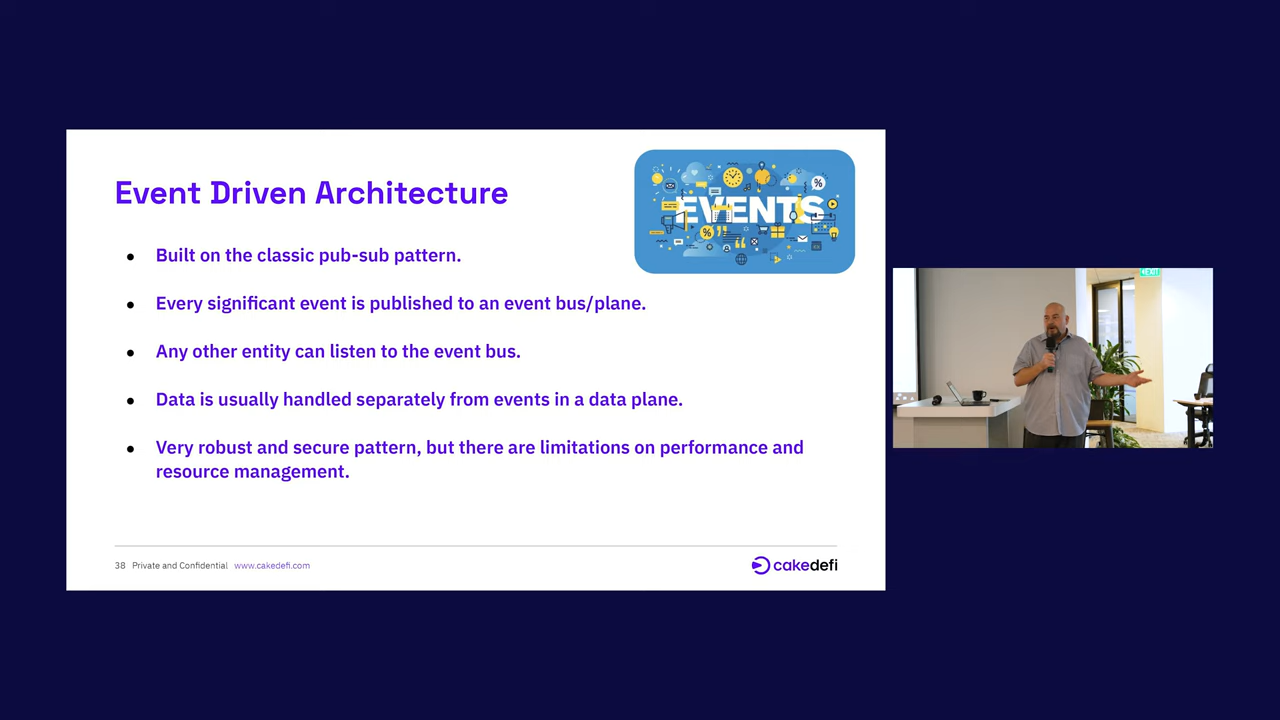 Event Driven Architecture
EVENTS
Built on the classic pub-sub pattern.
Every significant event is published to an event bus/plane.
Any other entity can listen to the event bus.
Data is usually handled separately from events in a data plane.
Very robust and secure pattern, but there are limitations on performance and
resource management.
38 Private and Confidential www.cakedefi.com
cakedefi
EXIT